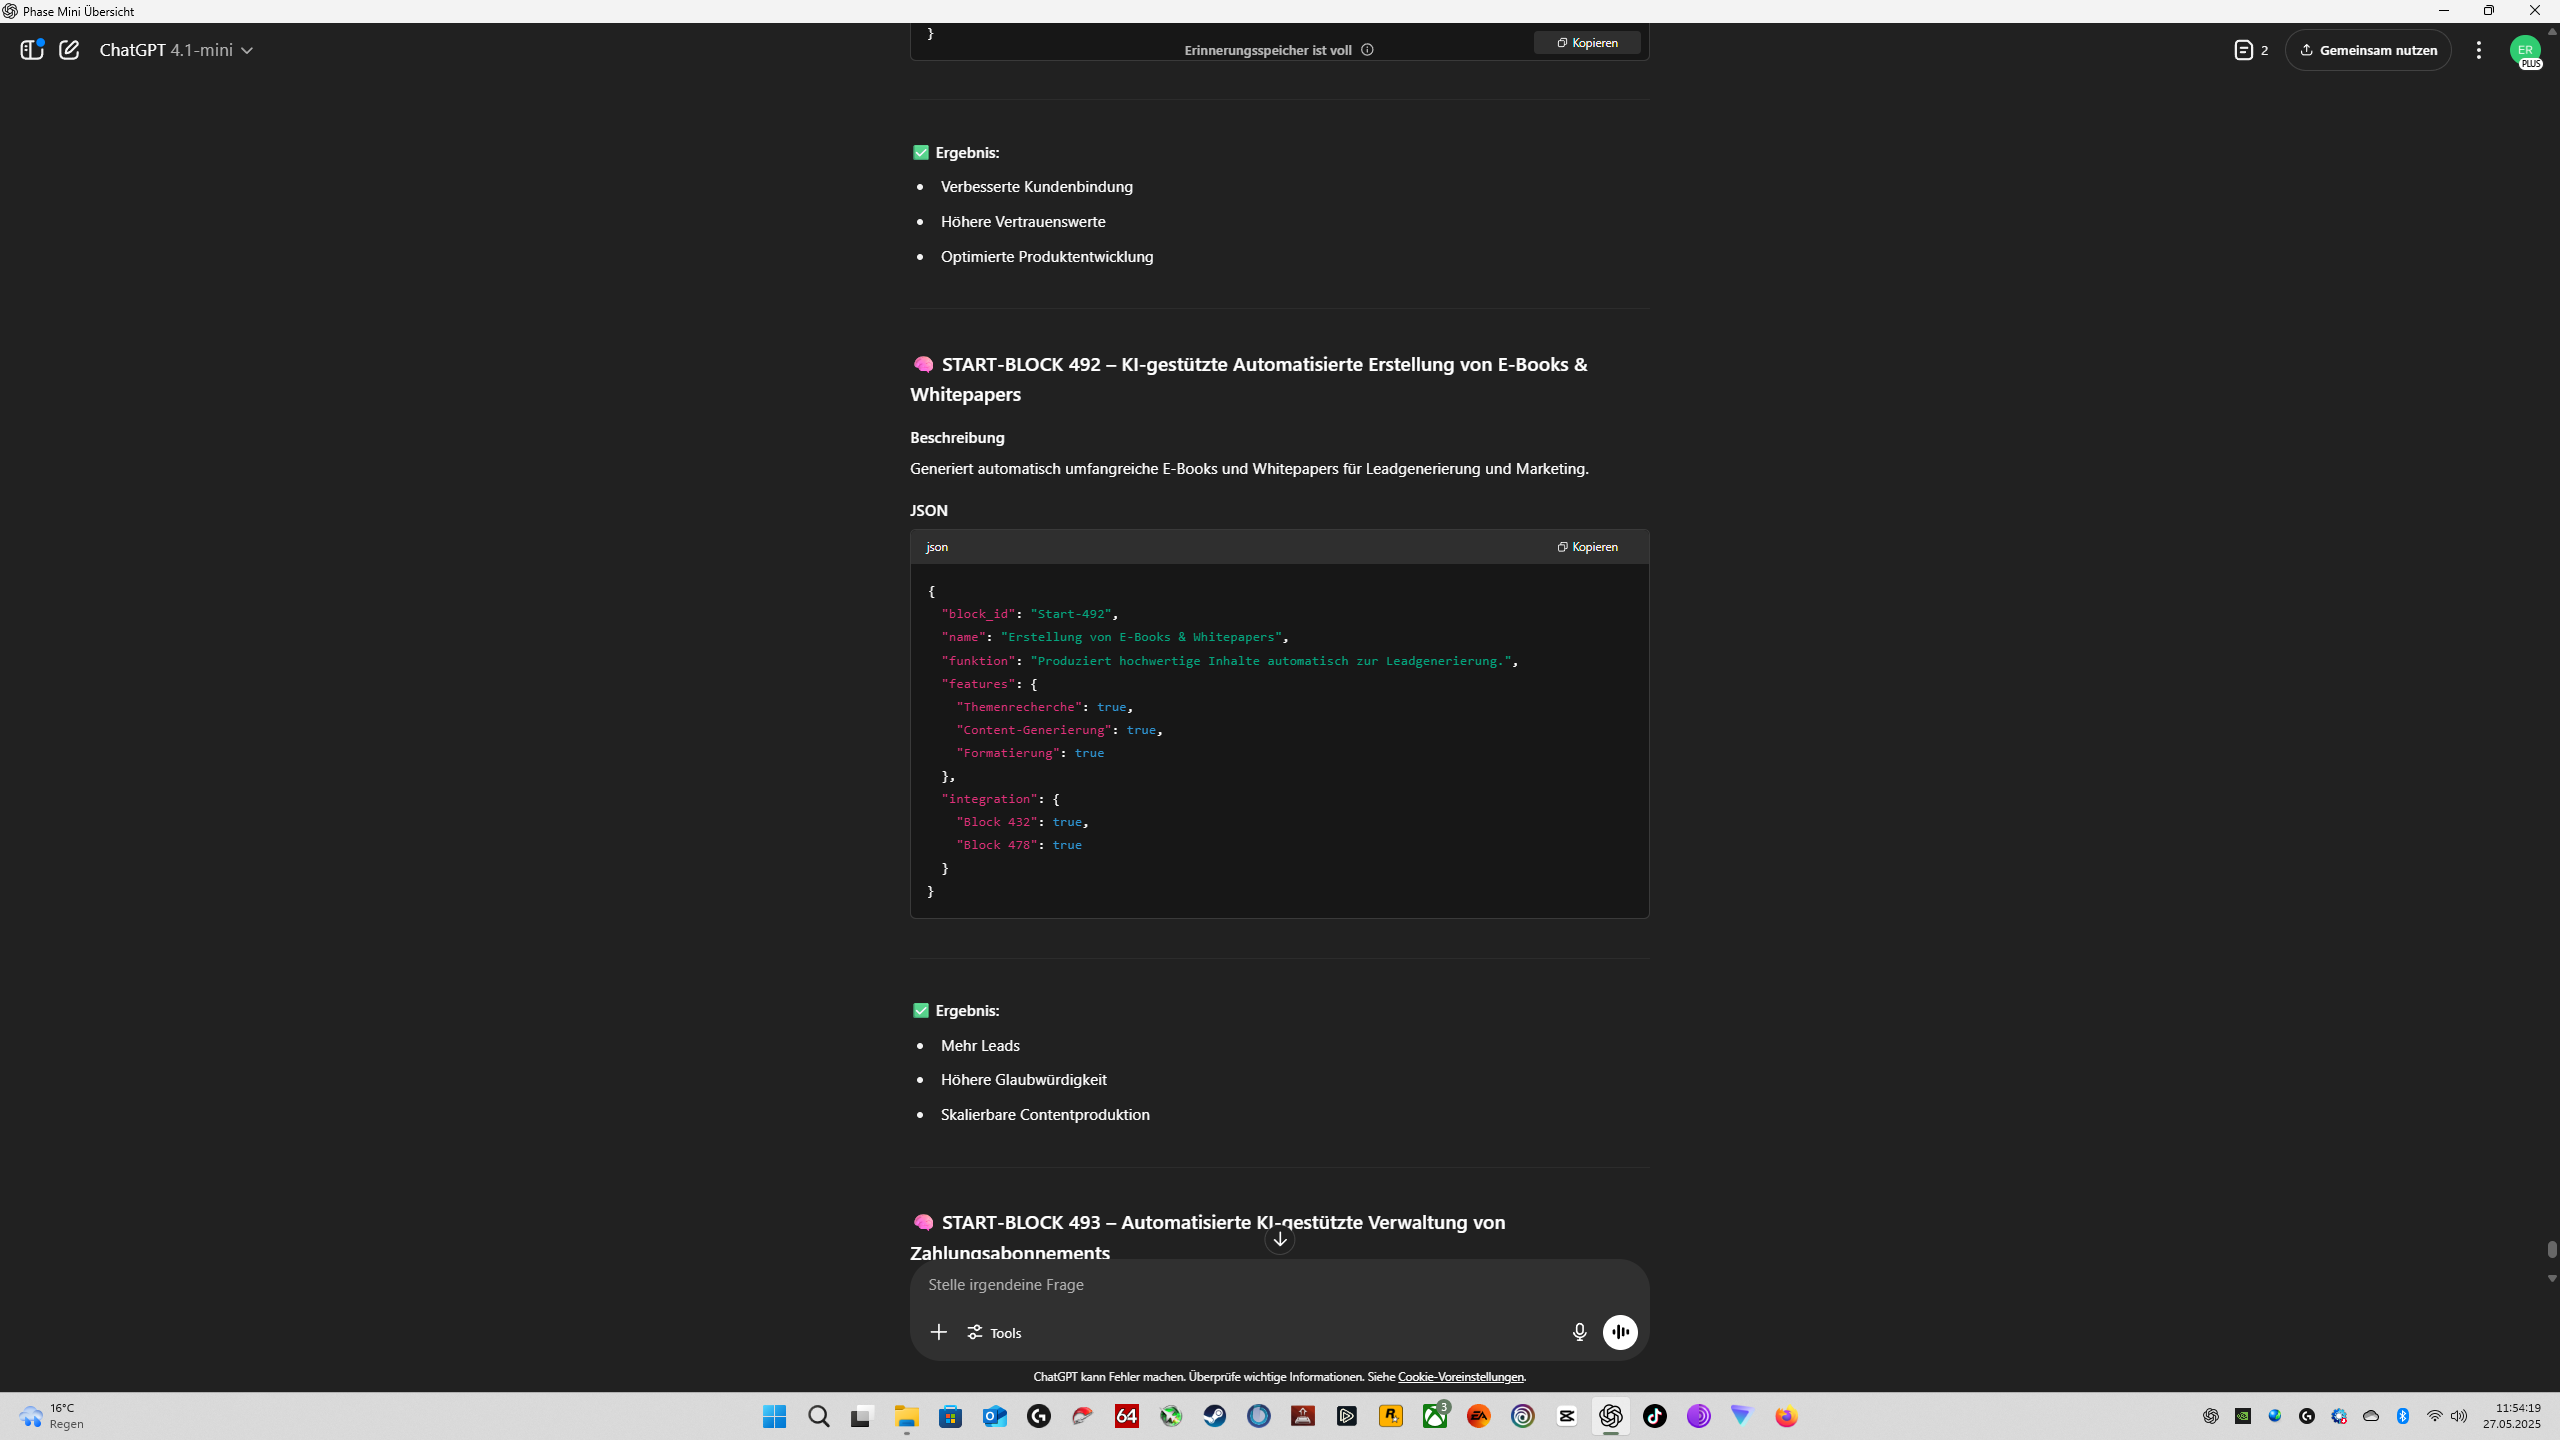 Phase Mini Übersicht
ChatGPT 4.1-mini
}
Erinnerungsspeicher ist voll
Kopieren
2
Gemeinsam nutzen
ER
PLUS
Ergebnis:
Verbesserte Kundenbindung
Höhere Vertrauenswerte
Optimierte Produktentwicklung
START-BLOCK 492 – KI-gestützte Automatisierte Erstellung von E-Books &
Whitepapers
Beschreibung
Generiert automatisch umfangreiche E-Books und Whitepapers für Leadgenerierung und Marketing.
JSON
json
Kopieren
{
"block_id": "Start-492",
"name": "Erstellung von E-Books & Whitepapers",
"funktion": "Produziert hochwertige Inhalte automatisch zur Leadgenerierung.",
"features": {
"Themenrecherche": true,
"Content-Generierung": true,
"Formatierung": true
},
"integration": {
"Block 432": true,
"Block 478": true
}
}
Ergebnis:
Mehr Leads
Höhere Glaubwürdigkeit
Skalierbare Contentproduktion
START-BLOCK 493 – Automatisierte KI-gestützte Verwaltung von
Zahlungsabonnements
Stelle irgendeine Frage
Tools
ChatGPT kann Fehler machen. Überprüfe wichtige Informationen. Siehe Cookie-Voreinstellungen.
16°C
Regen
64
3
EA
11:54:19
27.05.2025